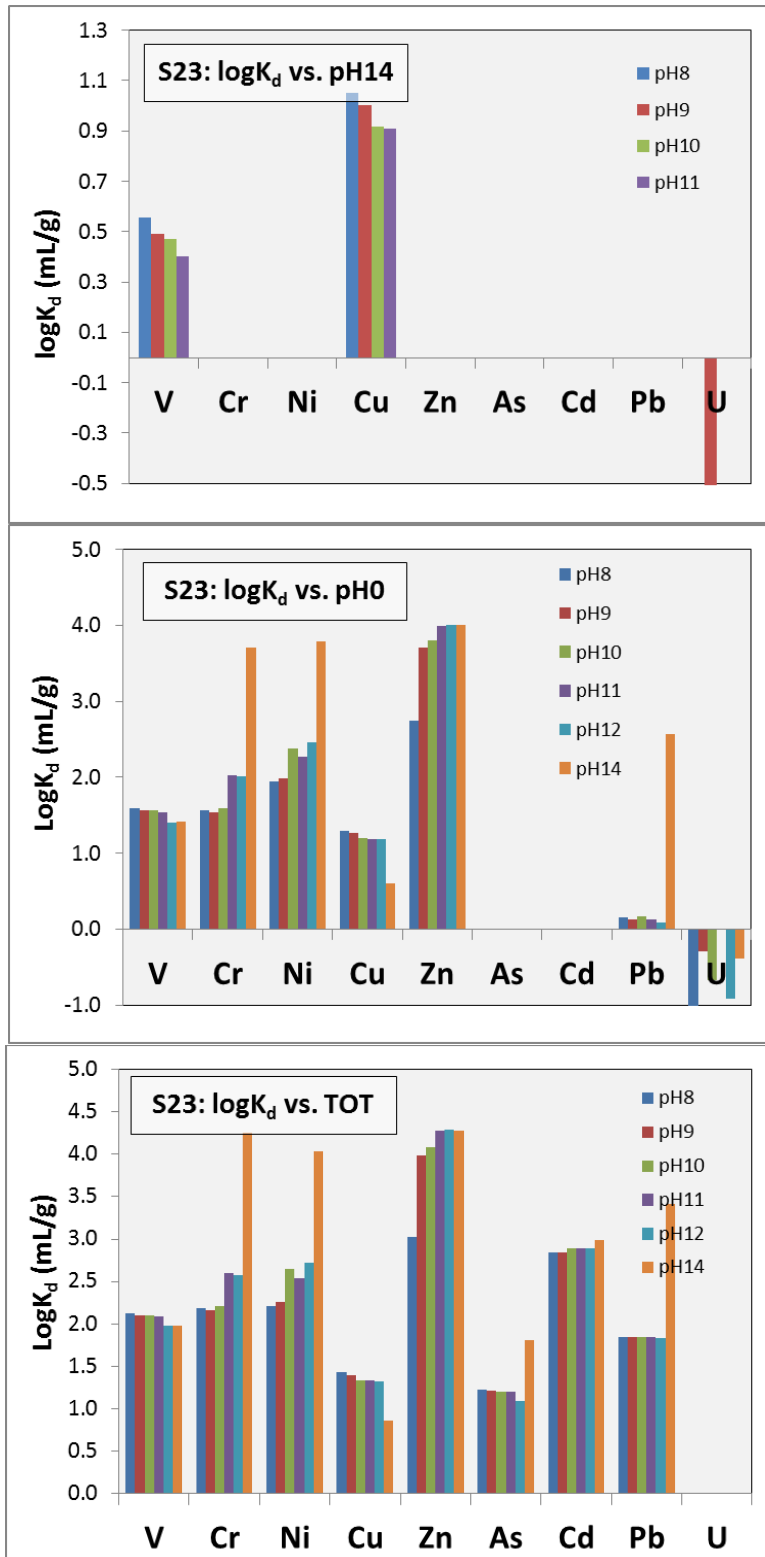 S23: logKd vs. pH14
logKd (mL/g)
1.3
1.1
0.9
0.7
0.5
0.3
0.1
-0.1
-0.3
-0.5
pH8
pH9
pH10
pH11
V Cr Ni Cu Zn As Cd Pb U
S23: logKd vs. pH0
LogKd (mL/g)
5.0
4.0
3.0
2.0
1.0
0.0
-1.0
pH8
pH9
pH10
pH11
pH12
pH14
V Cr Ni Cu Zn As Cd Pb U
S23: logKd vs. TOT
LogKd (mL/g)
5.0
4.5
4.0
3.5
3.0
2.5
2.0
1.5
1.0
0.5
0.0
pH8
pH9
pH10
pH11
pH12
pH14
V Cr Ni Cu Zn As Cd Pb U